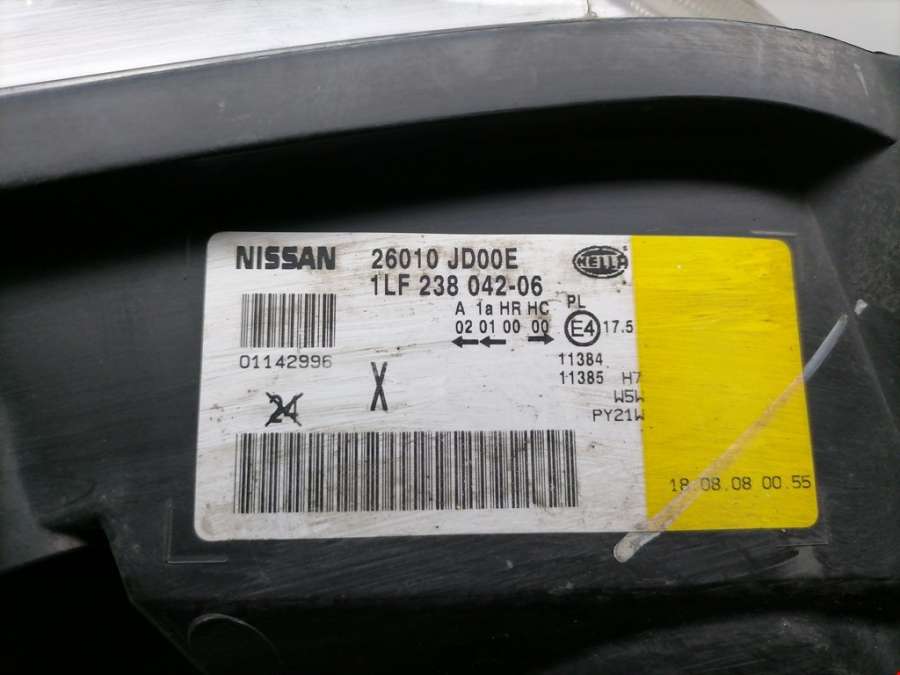 NISSAN 26010 JD00E HELLA
1LF 238 042-06
A 1a HR HC PL
02 01 00 00 E4 17.5
01142996
11384
11385 H7
W5W
24 X
PY21W
18.08.08 00.55